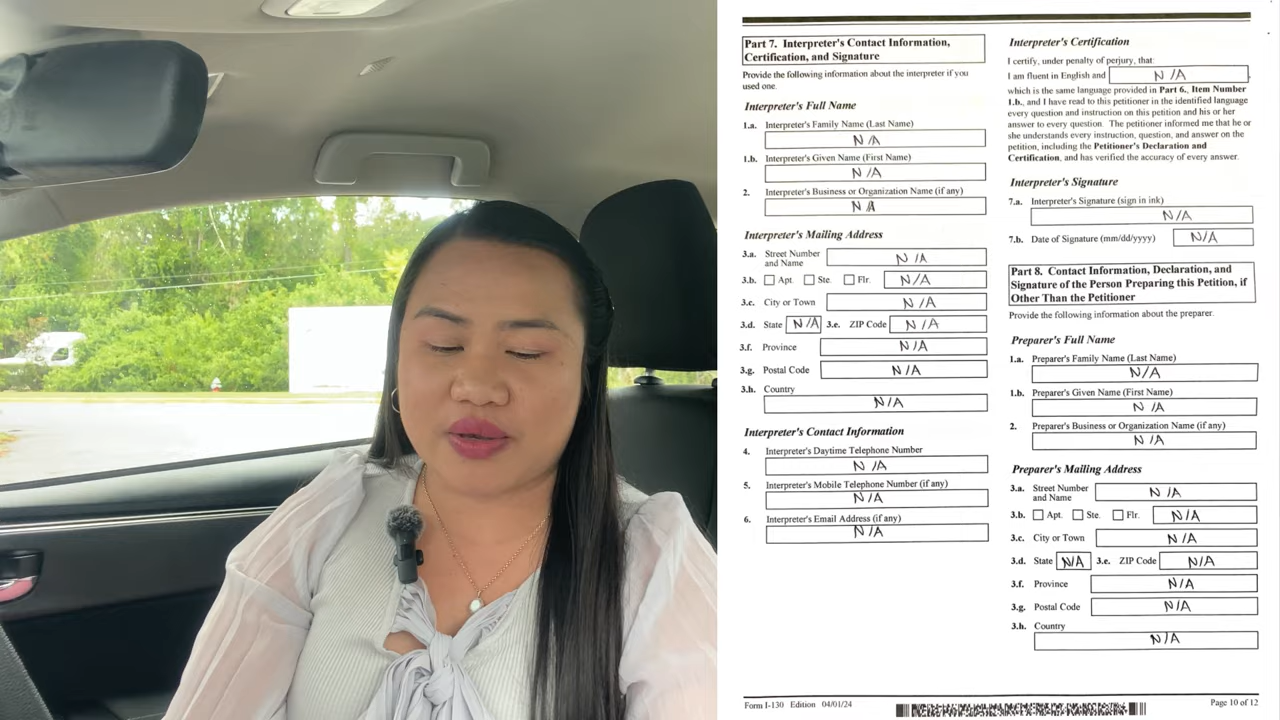 Part 7. Interpreter's Contact Information,
Certification, and Signature
Provide the following information about the interpreter if you
used one.
Interpreter's Full Name
1.a. Interpreter's Family Name (Last Name)
N/A
1.b. Interpreter's Given Name (First Name)
N/A
2. Interpreter's Business or Organization Name (if any)
N A
Interpreter's Mailing Address
3.a. Street Number
and Name N/A
3.b. Apt. Ste. Flr. N/A
3.c. City or Town N/A
3.d. State N/A 3.e. ZIP Code N/A
3.f. Province N/A
3.g. Postal Code N/A
3.h. Country
N/A
Interpreter's Contact Information
4. Interpreter's Daytime Telephone Number
N/A
5. Interpreter's Mobile Telephone Number (if any)
N/A
6. Interpreter's Email Address (if any)
N/A
Interpreter's Certification
I certify, under penalty of perjury, that:
I am fluent in English and N/A
which is the same language provided in Part 6., Item Number
1.b., and I have read to this petitioner in the identified language
every question and instruction on this petition and his or her
answer to every question. The petitioner informed me that he or
she understands every instruction, question, and answer on the
petition, including the Petitioner's Declaration and
Certification, and has verified the accuracy of every answer.
Interpreter's Signature
7.a. Interpreter's Signature (sign in ink)
N/A
7.b. Date of Signature (mm/dd/yyyy) N/A
Part 8. Contact Information, Declaration, and
Signature of the Person Preparing this Petition, if
Other Than the Petitioner
Provide the following information about the preparer.
Preparer's Full Name
1.a. Preparer's Family Name (Last Name)
N/A
1.b. Preparer's Given Name (First Name)
N/A
2. Preparer's Business or Organization Name (if any)
N/A
Preparer's Mailing Address
3.a. Street Number
and Name N/A
3.b. Apt. Ste. Flr. N/A
3.c. City or Town N/A
3.d. State N/A 3.e. ZIP Code N/A
3.f. Province N/A
3.g. Postal Code N/A
3.h. Country
N/A
Form I-130 Edition 04/01/24
Page 10 of 12